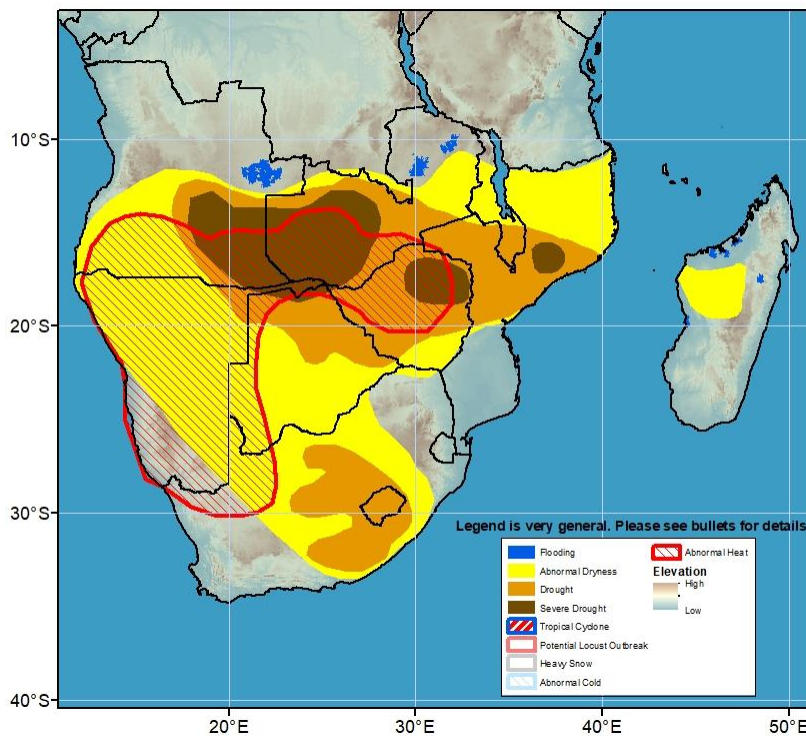 10°S
20°S
30°S
40°S
20°E
30°E
40°E
50°E
Legend is very general. Please see bullets for details
Flooding
Abnormal Dryness
Drought
Severe Drought
Tropical Cyclone
Potential Locust Outbreak
Heavy Snow
Abnormal Cold
Abnormal Heat
Elevation
High
Low